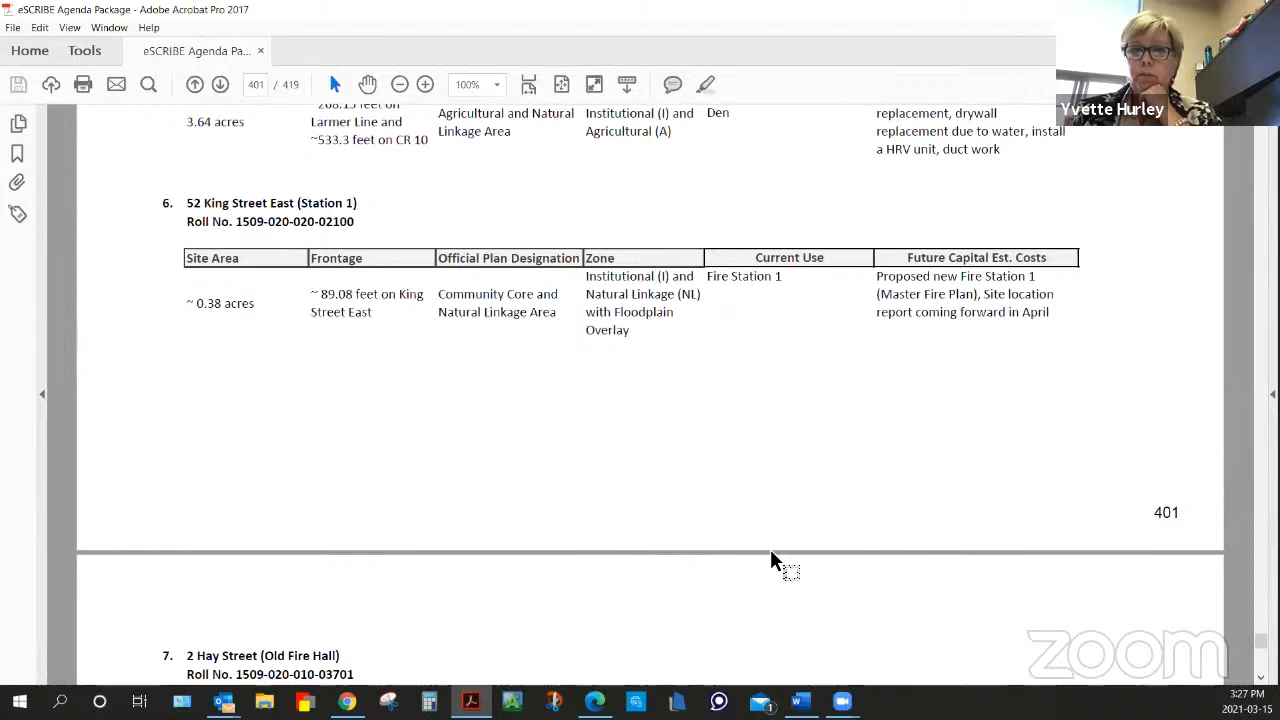 eSCRIBE Agenda Package - Adobe Acrobat Pro 2017
File Edit View Window Help
Home Tools eSCRIBE Agenda Pa... ×
401 / 419 100%
Yvette Hurley
268.15 feet on
3.64 acres Larmer Line and Agricultural and Natural Institutional (I) and Den replacement, drywall
~533.3 feet on CR 10 Linkage Area Agricultural (A) replacement due to water, install
a HRV unit, duct work
6. 52 King Street East (Station 1)
Roll No. 1509-020-020-02100
Site Area Frontage Official Plan Designation Zone Current Use Future Capital Est. Costs
~ 0.38 acres
~ 89.08 feet on King
Street East
Community Core and
Natural Linkage Area
Institutional (I) and
Natural Linkage (NL)
with Floodplain
Overlay
Fire Station 1
Proposed new Fire Station 1
(Master Fire Plan), Site location
report coming forward in April
401
7. 2 Hay Street (Old Fire Hall)
Roll No. 1509-020-010-03701
zoom
3:27 PM
2021-03-15